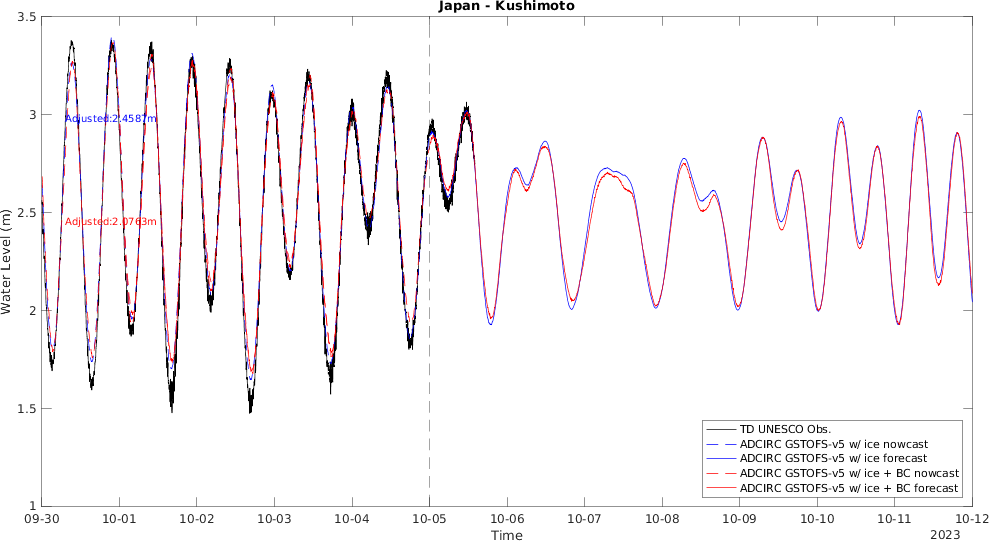 Japan - Kushimoto
3.5
3
2.5
2
1.5
1
Water Level (m)
Adjusted:2.4587m
Adjusted:2.0763m
TD UNESCO Obs.
ADCIRC GSTOFS-v5 w/ ice nowcast
ADCIRC GSTOFS-v5 w/ ice forecast
ADCIRC GSTOFS-v5 w/ ice + BC nowcast
ADCIRC GSTOFS-v5 w/ ice + BC forecast
09-30 10-01 10-02 10-03 10-04 10-05 10-06 10-07 10-08 10-09 10-10 10-11 10-12
Time
2023